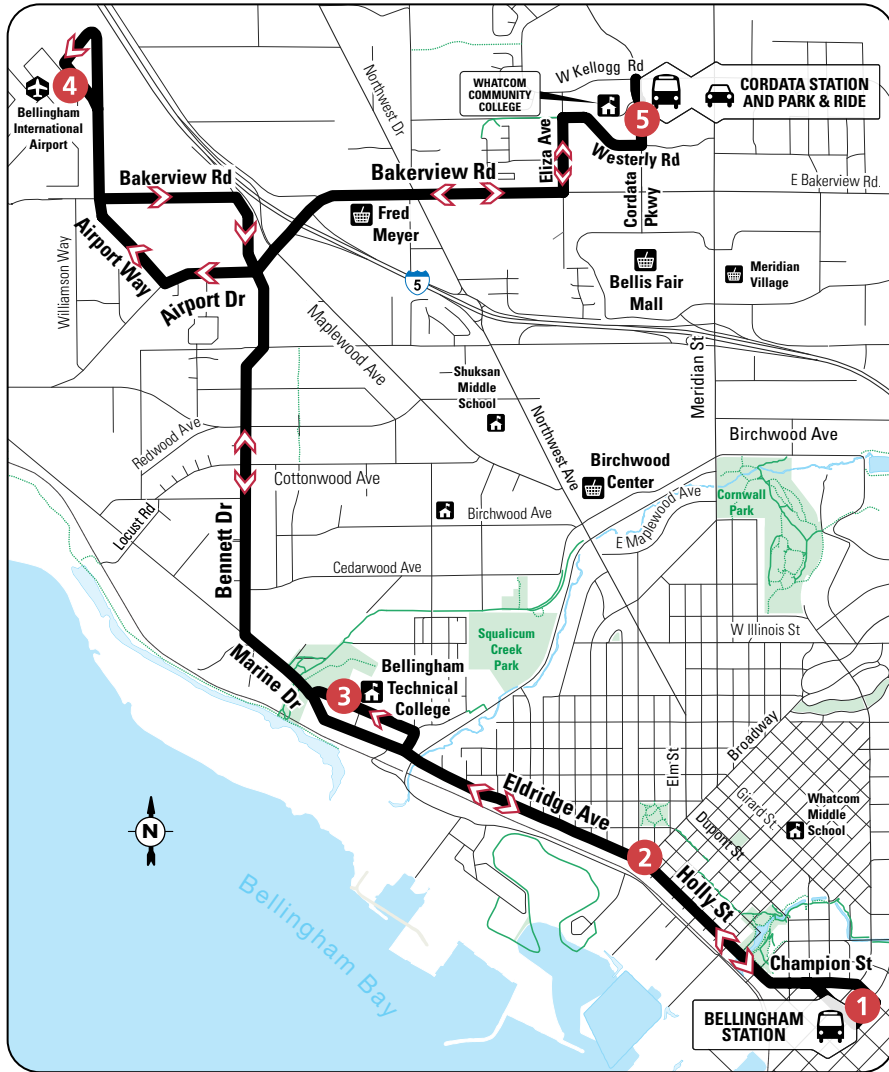 W Kellogg Rd
WHATCOM
COMMUNITY
COLLEGE
CORDATA STATION
AND PARK & RIDE
4
5
Bellingham
International
Airport
Northwest Dr
Eliza Ave
Westerly Rd
Bakerview Rd
Bakerview Rd
E Bakerview Rd.
Cordata
Pkwy
Fred
Meyer
Airport Way
Williamson Way
Airport Dr
5
Bellis Fair
Mall
Meridian
Village
Maplewood Ave
Meridian St
Shuksan
Middle
School
Northwest Ave
Redwood Ave
Birchwood Ave
Birchwood
Center
Cottonwood Ave
Cornwall
Park
Locust Rd
Birchwood Ave
E Maplewood Ave
Bennett Dr
Cedarwood Ave
W Illinois St
Squalicum
Creek
Park
Marine Dr
3
Bellingham
Technical
College
Elm St
Broadway
Eldridge Ave
Girard St
Whatcom
Middle
School
Dupont St
N
2
Holly St
Bellingham Bay
Champion St
1
BELLINGHAM
STATION